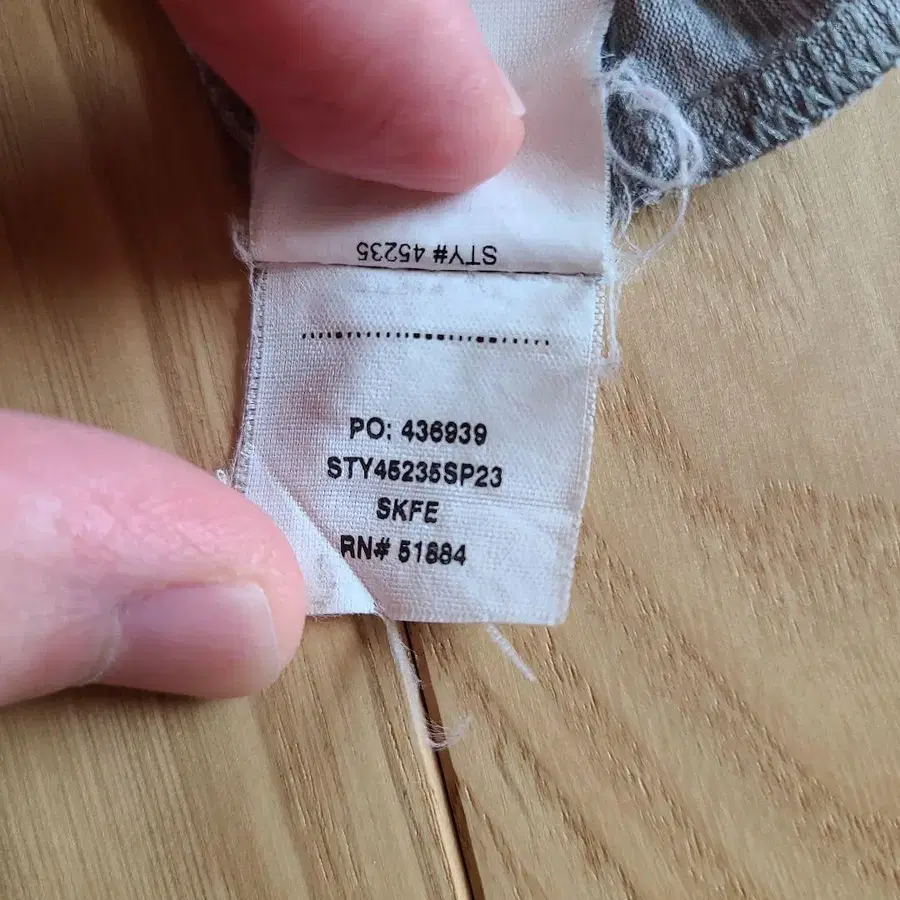 STY# 45235
PO: 436939
STY45235SP23
SKFE
RN# 51884